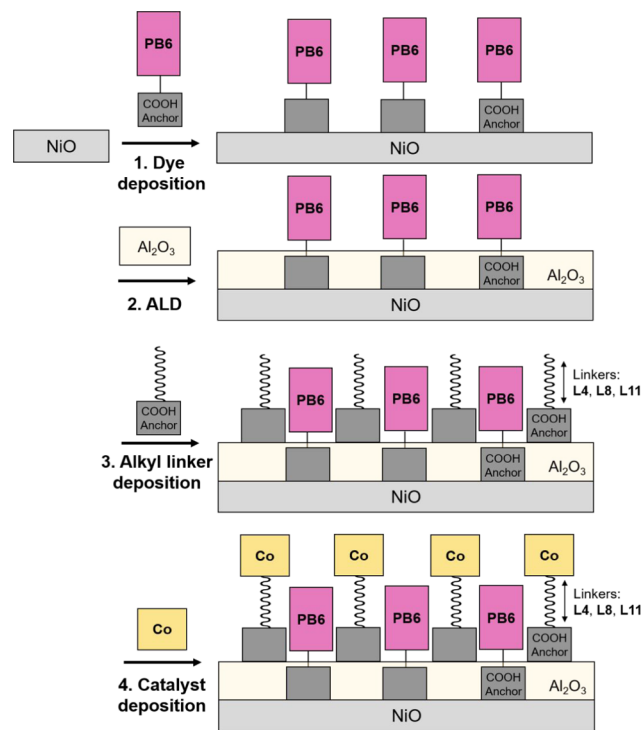 PB6
COOH
Anchor
NiO
1. Dye
deposition
PB6
PB6
PB6
COOH
Anchor
NiO
Al₂O₃
2. ALD
PB6
PB6
PB6
COOH
Anchor
Al₂O₃
NiO
COOH
Anchor
3. Alkyl linker
deposition
PB6
PB6
PB6
Linkers:
L4, L8, L11
COOH
Anchor
COOH
Anchor
Al₂O₃
NiO
Co
4. Catalyst
deposition
Co
Co
Co
Co
PB6
PB6
PB6
Linkers:
L4, L8, L11
COOH
Anchor
COOH
Anchor
Al₂O₃
NiO